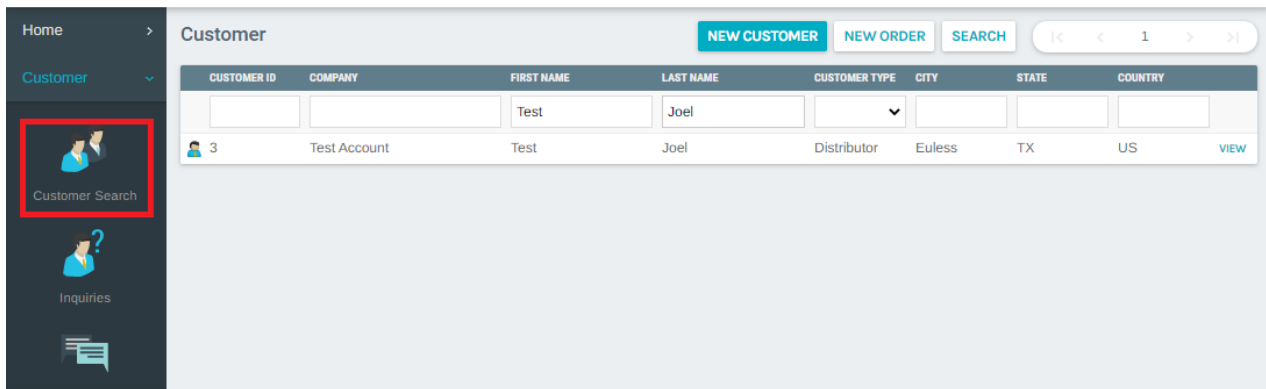 Home
Customer
Customer Search
Inquiries
Customer
NEW CUSTOMER NEW ORDER SEARCH 1
CUSTOMER ID COMPANY FIRST NAME LAST NAME CUSTOMER TYPE CITY STATE COUNTRY
Test Joel
3 Test Account Test Joel Distributor Euless TX US VIEW